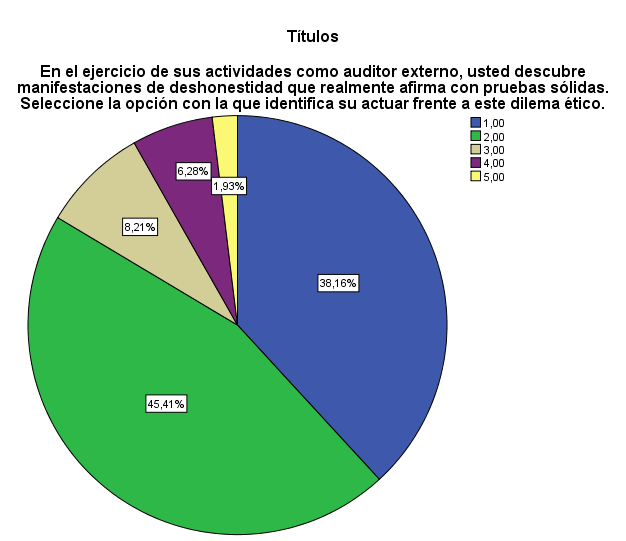 Títulos
En el ejercicio de sus actividades como auditor externo, usted descubre
manifestaciones de deshonestidad que realmente afirma con pruebas sólidas.
Seleccione la opción con la que identifica su actuar frente a este dilema ético.
1,00
2,00
3,00
4,00
5,00
6,28%
1,93%
8,21%
38,16%
45,41%